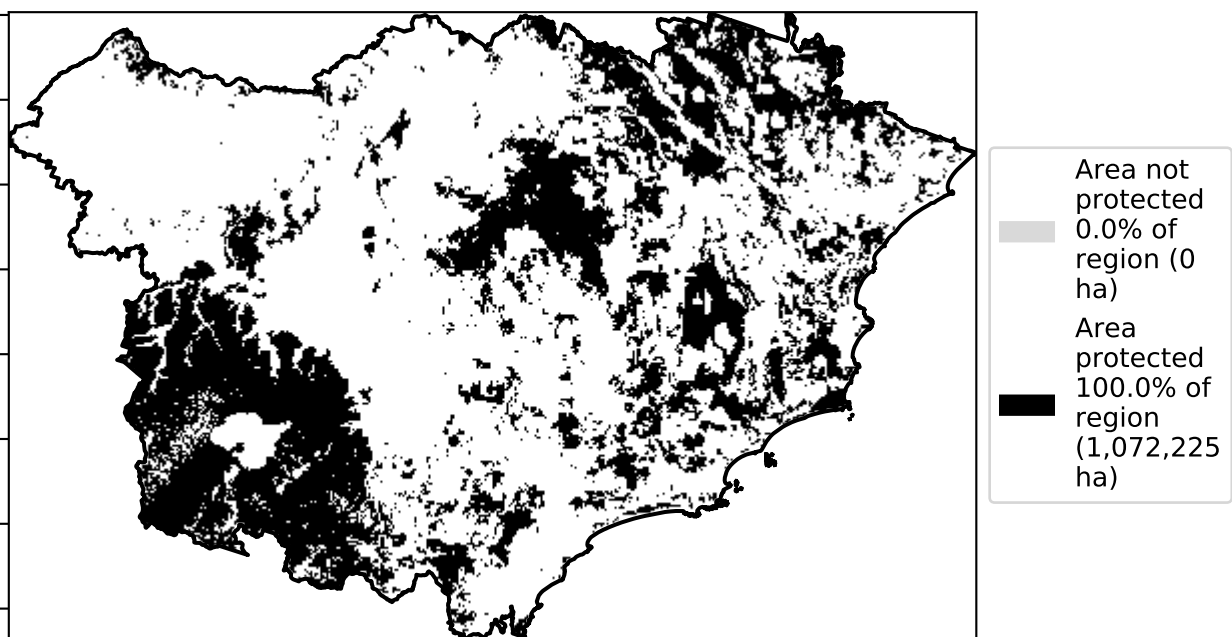 Area not
protected
0.0% of
region (0
ha)
Area
protected
100.0% of
region
(1,072,225
ha)